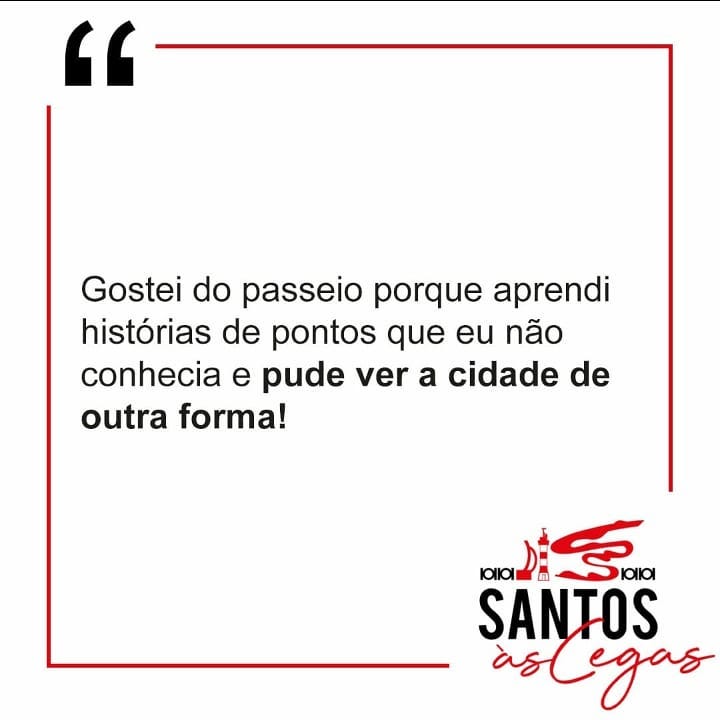 “
Gostei do passeio porque aprendi
histórias de pontos que eu não
conhecia e pude ver a cidade de
outra forma!
SANTOS
às Cegas